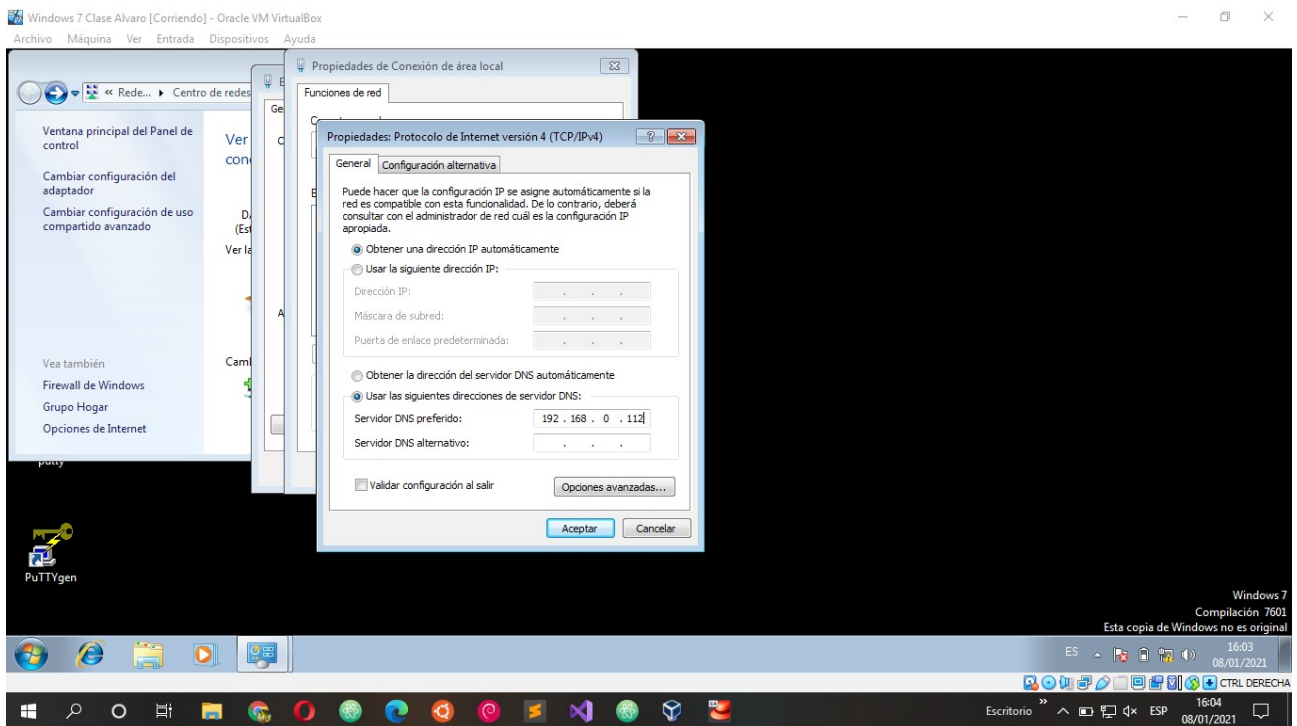 Windows 7 Clase Alvaro [Corriendo] - Oracle VM VirtualBox
Archivo Máquina Ver Entrada Dispositivos Ayuda
« Rede... Centro de redes
Ventana principal del Panel de
control
Cambiar configuración del
adaptador
Cambiar configuración de uso
compartido avanzado
Vea también
Firewall de Windows
Grupo Hogar
Opciones de Internet
Ver
Ver la
Propiedades de Conexión de área local
Funciones de red
Propiedades: Protocolo de Internet versión 4 (TCP/IPv4)
General Configuración alternativa
Puede hacer que la configuración IP se asigne automáticamente si la
red es compatible con esta funcionalidad. De lo contrario, deberá
consultar con el administrador de red cuál es la configuración IP
apropiada.
Obtener una dirección IP automáticamente
Usar la siguiente dirección IP:
Dirección IP:
Máscara de subred:
Puerta de enlace predeterminada:
Obtener la dirección del servidor DNS automáticamente
Usar las siguientes direcciones de servidor DNS:
Servidor DNS preferido: 192 . 168 . 0 . 112
Servidor DNS alternativo:
Validar configuración al salir
Opciones avanzadas...
Aceptar Cancelar
PuTTYgen
Windows 7
Compilación 7601
Esta copia de Windows no es original
ES 16:03
08/01/2021
CTRL DERECHA
Escritorio » ESP 16:04
08/01/2021